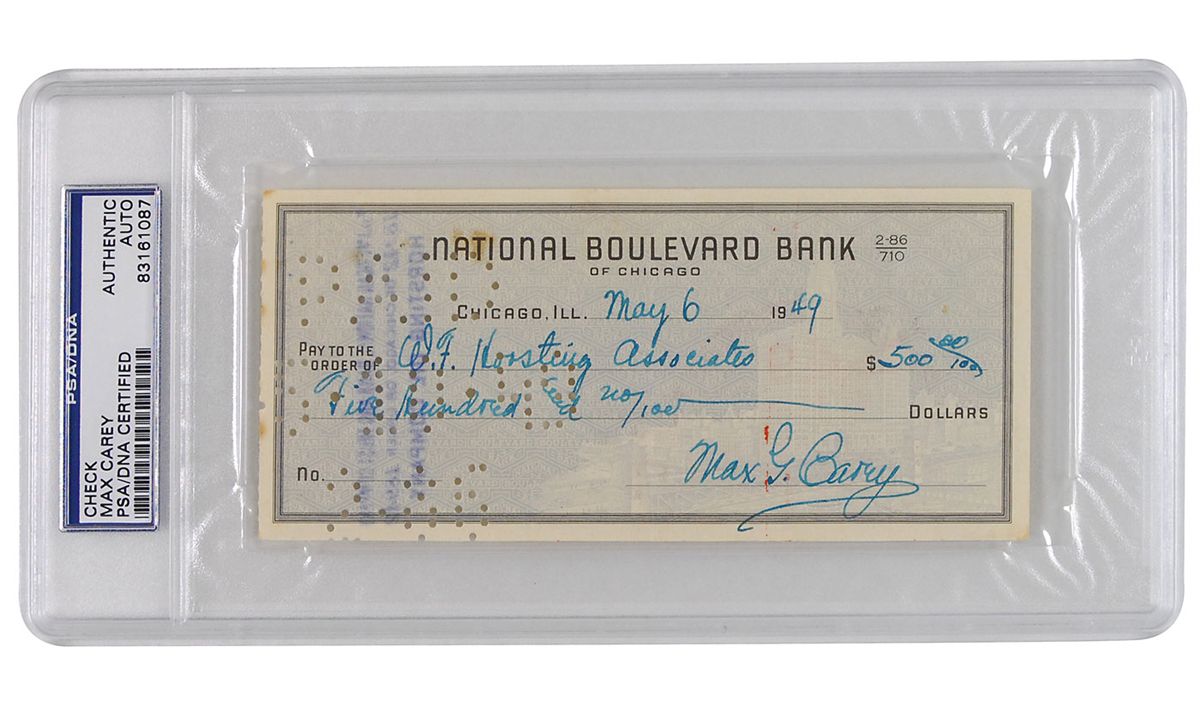 PSA/DNA
CHECK
MAX CAREY
PSA/DNA CERTIFIED
AUTHENTIC
AUTO
83161087
NATIONAL BOULEVARD BANK 2-86/710
OF CHICAGO
CHICAGO, ILL. May 6 1949
PAY TO THE ORDER OF W.F. Hoosting Associates $500 00/100
Five Hundred and no/100 DOLLARS
No.
Max G. Carey